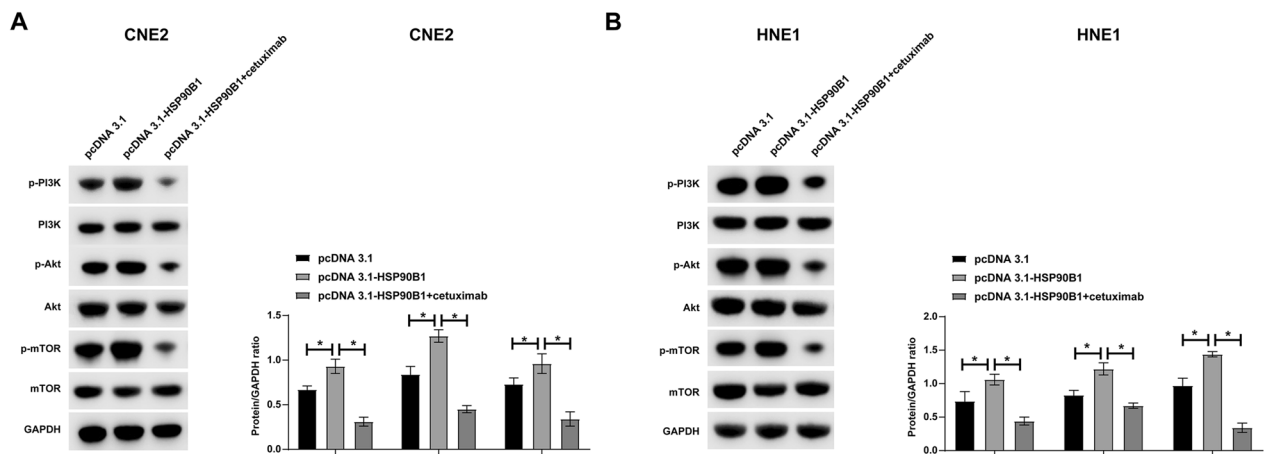 A
CNE2
CNE2
pcDNA 3.1
pcDNA 3.1-HSP90B1
pcDNA 3.1-HSP90B1+cetuximab
p-PI3K
PI3K
p-Akt
Akt
p-mTOR
mTOR
GAPDH
pcDNA 3.1
pcDNA 3.1-HSP90B1
pcDNA 3.1-HSP90B1+cetuximab
Protein/GAPDH ratio
1.5
1.0
0.5
0.0
* * * * * *
B
HNE1
HNE1
pcDNA 3.1
pcDNA 3.1-HSP90B1
pcDNA 3.1-HSP90B1+cetuximab
p-PI3K
PI3K
p-Akt
Akt
p-mTOR
mTOR
GAPDH
pcDNA 3.1
pcDNA 3.1-HSP90B1
pcDNA 3.1-HSP90B1+cetuximab
Protein/GAPDH ratio
2.0
1.5
1.0
0.5
0.0
* * * * * *